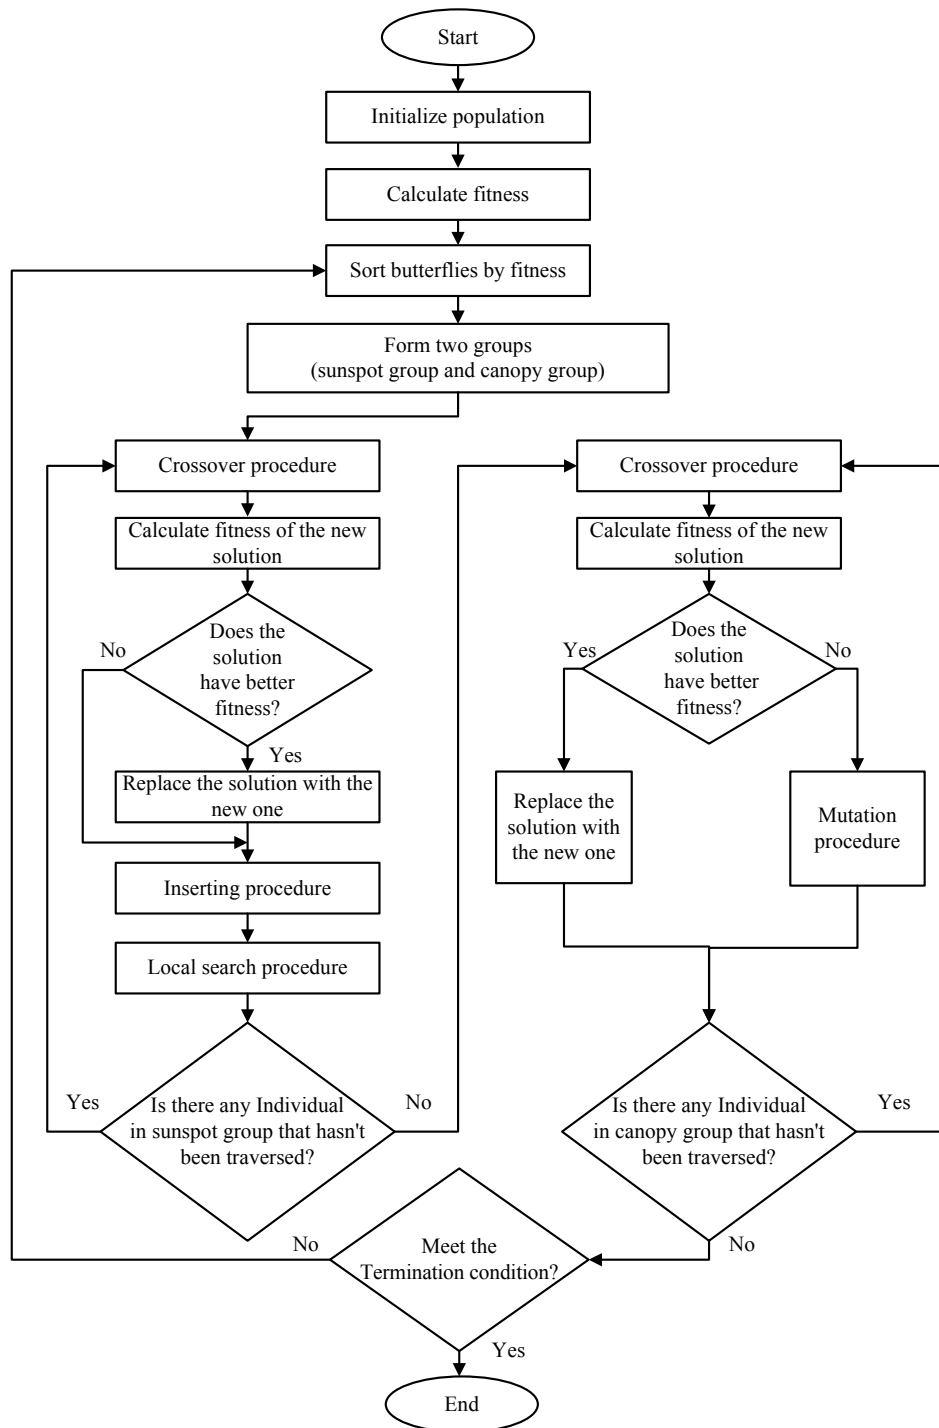 Start
Initialize population
Calculate fitness
Sort butterflies by fitness
Form two groups
(sunspot group and canopy group)
Crossover procedure
Calculate fitness of the new
solution
No
Does the
solution
have better
fitness?
Yes
Replace the solution with the
new one
Inserting procedure
Local search procedure
Yes
Is there any Individual
in sunspot group that hasn't
been traversed?
No
Crossover procedure
Calculate fitness of the new
solution
Yes
Does the
solution
have better
fitness?
No
Replace the
solution with
the new one
Mutation
procedure
Is there any Individual
in canopy group that hasn't
been traversed?
Yes
No
Meet the
Termination condition?
No
Yes
End